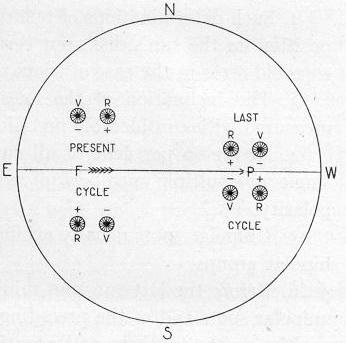 N
V R
- +
PRESENT
LAST
R V
+ -
E F P W
CYCLE
+ -
R V
- +
V R
CYCLE
S